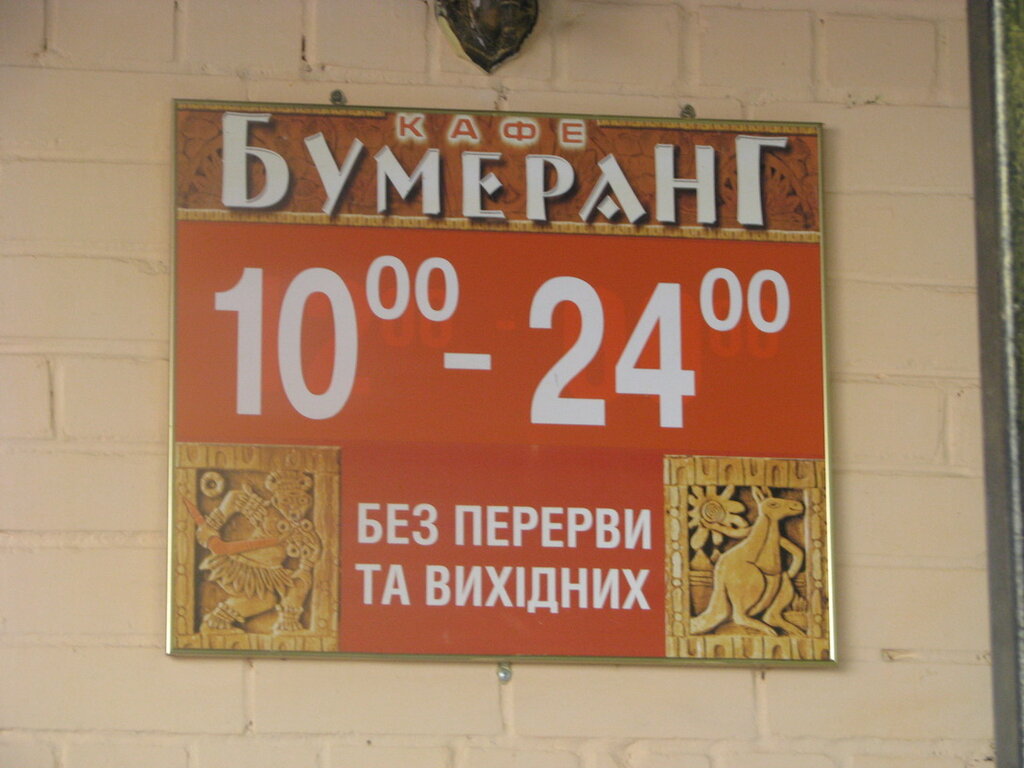 КАФЕ
БУМЕРАНГ
10⁰⁰ - 24⁰⁰
БЕЗ ПЕРЕРВИ
ТА ВИХІДНИХ